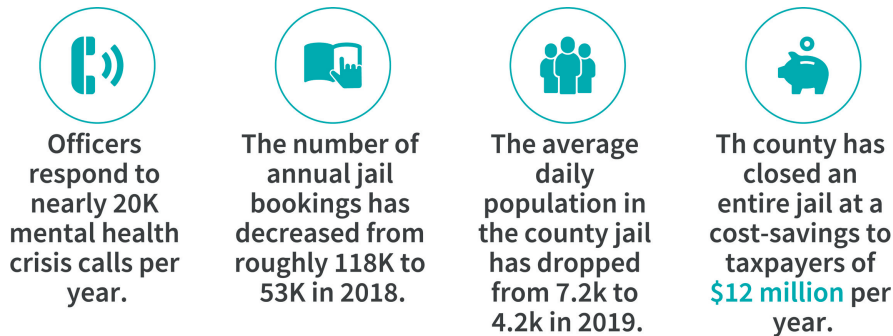 Officers
respond to
nearly 20K
mental health
crisis calls per
year.
The number of
annual jail
bookings has
decreased from
roughly 118K to
53K in 2018.
The average
daily
population in
the county jail
has dropped
from 7.2k to
4.2k in 2019.
Th county has
closed an
entire jail at a
cost-savings to
taxpayers of
$12 million per
year.